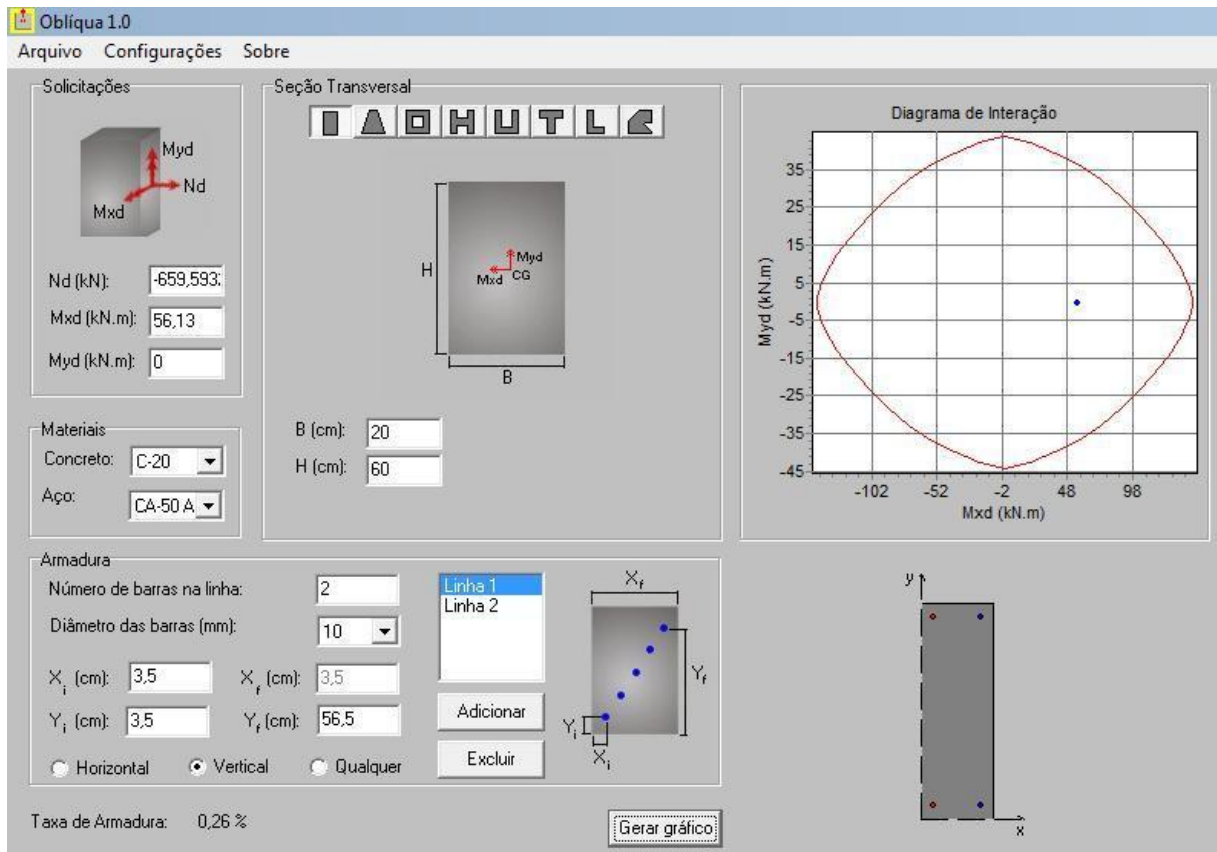 Oblíqua 1.0
Arquivo Configurações Sobre
Solicitações
Myd
Nd
Mxd
Nd (kN): -659,593
Mxd (kN.m): 56,13
Myd (kN.m): 0
Materiais
Concreto: C-20
Aço: CA-50 A
Seção Transversal
H
Myd
Mxd CG
B
B (cm): 20
H (cm): 60
Diagrama de Interação
Myd (kN.m)
35
25
15
5
-5
-15
-25
-35
-45
-102 -52 -2 48 98
Mxd (kN.m)
Armadura
Número de barras na linha: 2
Diâmetro das barras (mm): 10
Xi (cm): 3,5 Xf (cm): 3,5
Yi (cm): 3,5 Yf (cm): 56,5
Horizontal Vertical Qualquer
Linha 1
Linha 2
Adicionar
Excluir
Xf
Yf
Yi
Xi
Taxa de Armadura: 0,26 %
Gerar gráfico
y
x